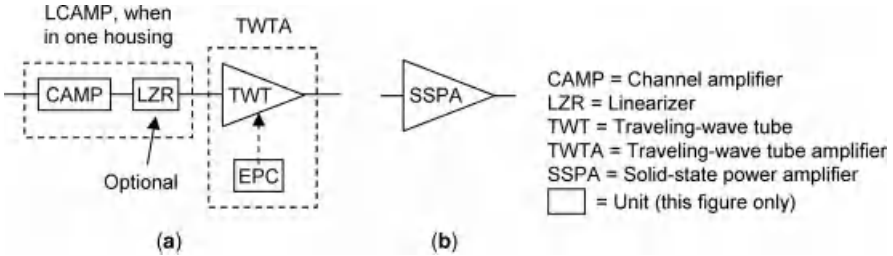 LCAMP, when
in one housing
TWTA
CAMP
LZR
TWT
EPC
Optional
(a)
SSPA
(b)
CAMP = Channel amplifier
LZR = Linearizer
TWT = Traveling-wave tube
TWTA = Traveling-wave tube amplifier
SSPA = Solid-state power amplifier
= Unit (this figure only)